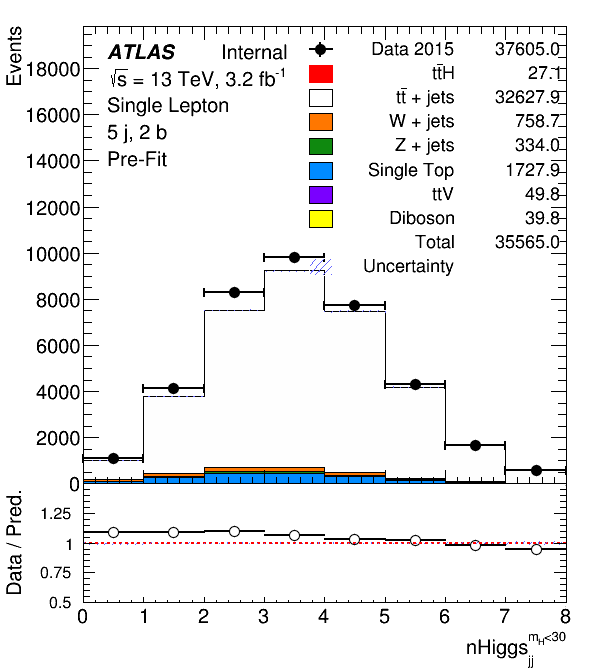 Events
ATLAS Internal
√s = 13 TeV, 3.2 fb⁻¹
Single Lepton
5 j, 2 b
Pre-Fit
Data 2015 37605.0
tt̄H 27.1
tt̄ + jets 32627.9
W + jets 758.7
Z + jets 334.0
Single Top 1727.9
ttV 49.8
Diboson 39.8
Total 35565.0
Uncertainty
18000
16000
14000
12000
10000
8000
6000
4000
2000
0
Data / Pred.
1.25
1
0.75
0.5
0 1 2 3 4 5 6 7 8
nHiggs_jj^{m_H<30}